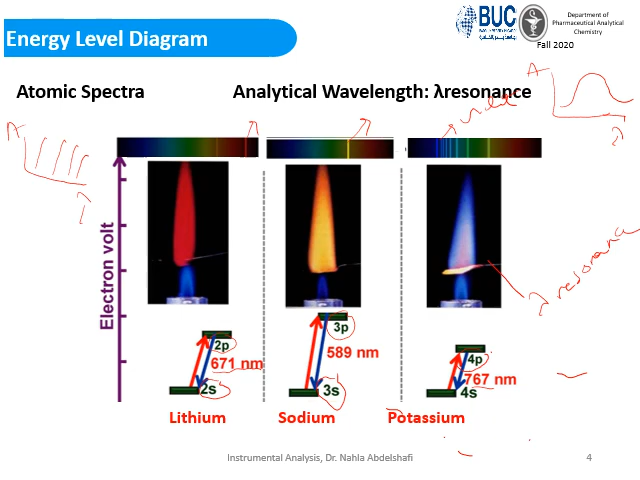 BUC
Department of
Pharmaceutical Analytical
Chemistry
Fall 2020
Energy Level Diagram
Atomic Spectra
Analytical Wavelength: λresonance
A
λ
A
λ
λ resonance
Electron volt
2p
671 nm
2s
3p
589 nm
3s
4p
767 nm
4s
Lithium
Sodium
Potassium
Instrumental Analysis, Dr. Nahla Abdelshafi
4